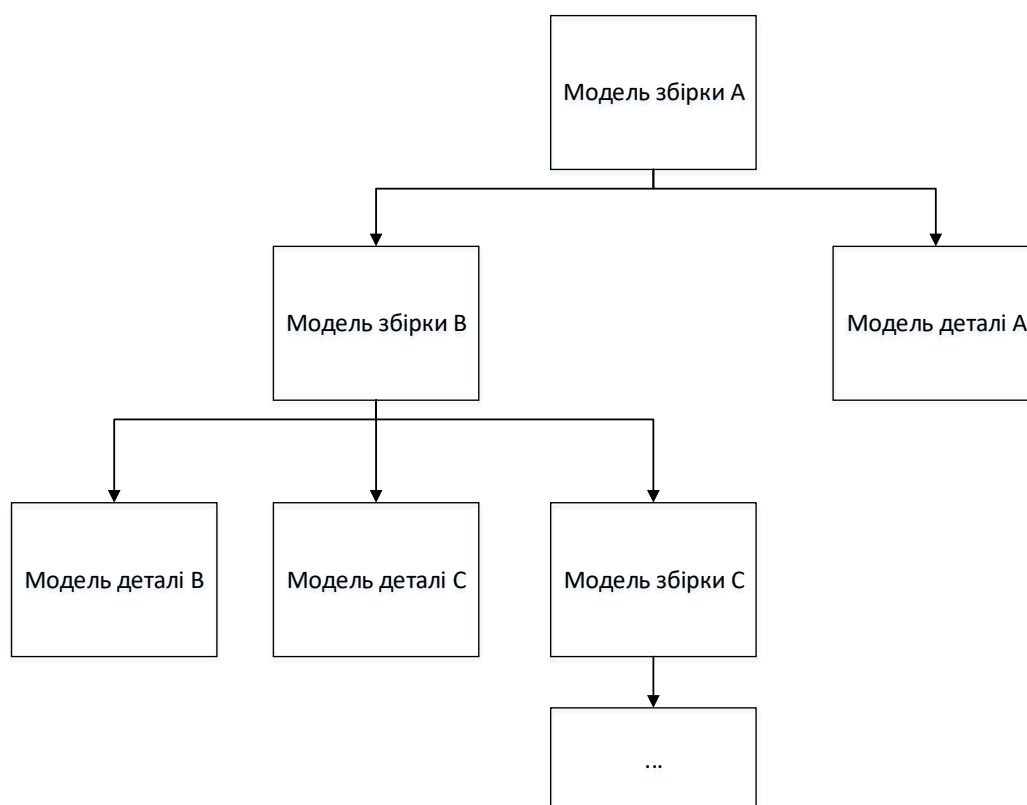 Модель збірки А
Модель збірки В
Модель деталі А
Модель деталі В
Модель деталі С
Модель збірки С
...